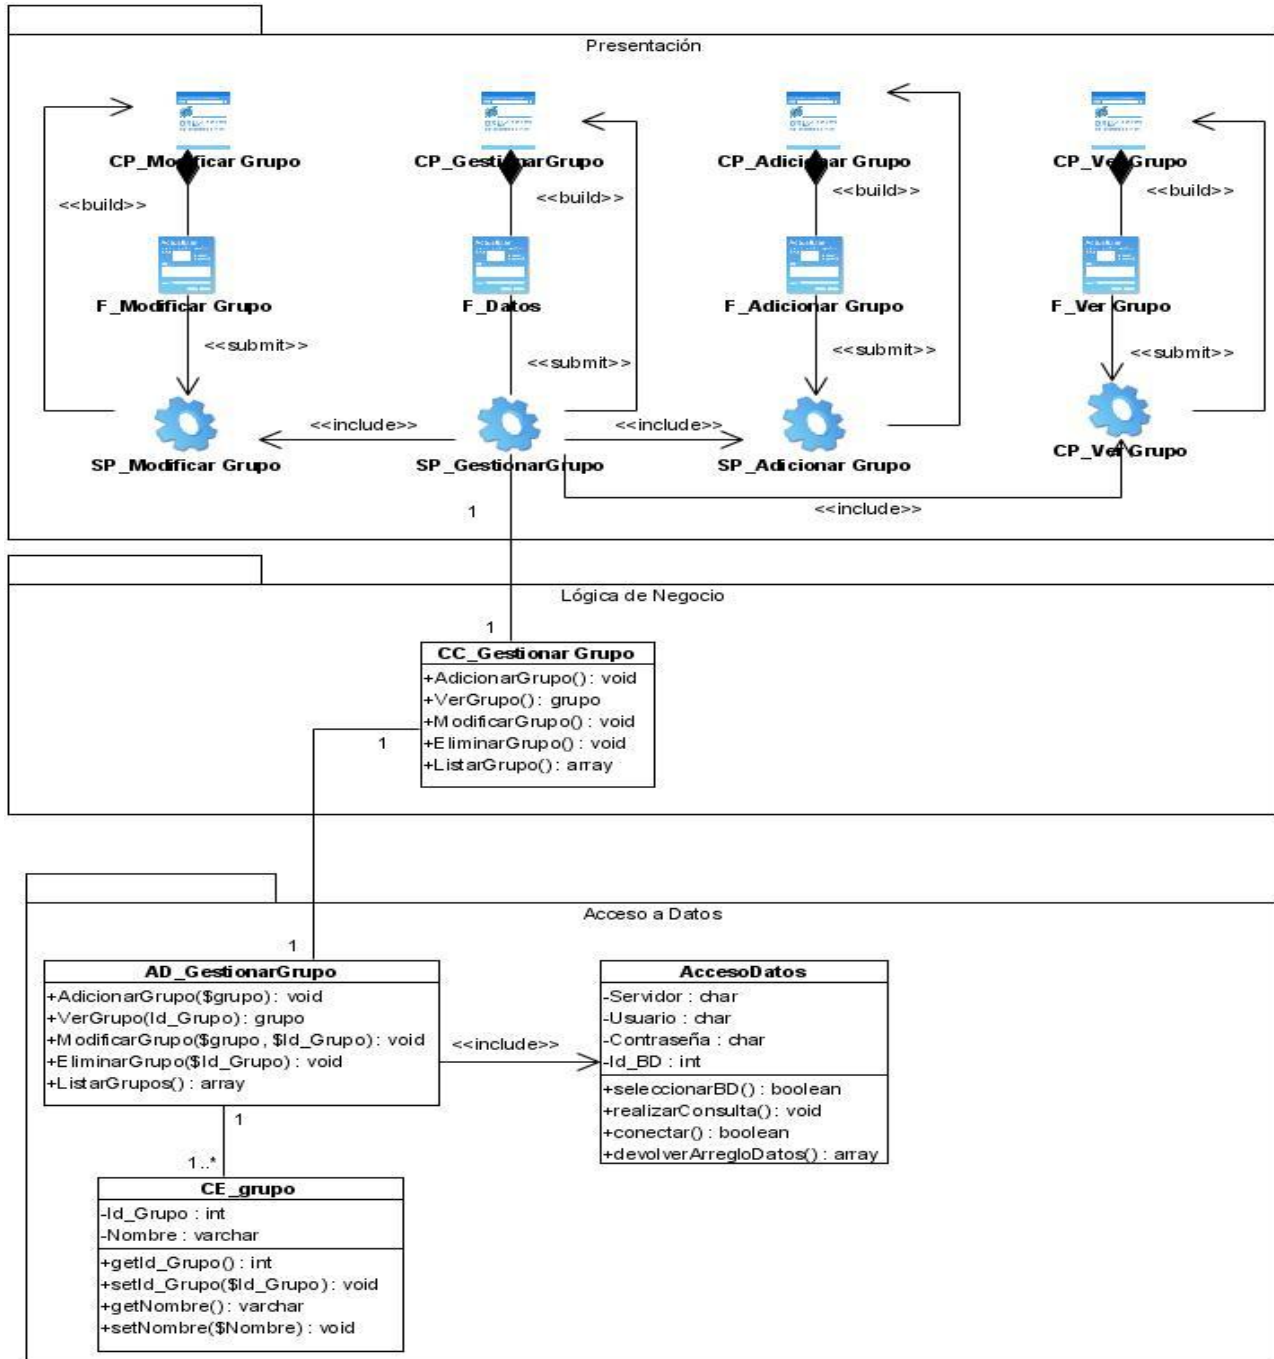 Presentación
CP_Modificar Grupo
CP_GestionarGrupo
CP_Adicionar Grupo
CP_Ver Grupo
<<build>>
<<build>>
<<build>>
<<build>>
F_Modificar Grupo
F_Datos
F_Adicionar Grupo
F_Ver Grupo
<<submit>>
<<submit>>
<<submit>>
<<submit>>
<<include>>
<<include>>
SP_Modificar Grupo
SP_GestionarGrupo
SP_Adicionar Grupo
CP_Ver Grupo
<<include>>
1
Lógica de Negocio
1
CC_Gestionar Grupo
+AdicionarGrupo() : void
+VerGrupo() : grupo
+ModificarGrupo() : void
+EliminarGrupo() : void
+ListarGrupo() : array
1
Acceso a Datos
1
AD_GestionarGrupo
+AdicionarGrupo($grupo) : void
+VerGrupo(Id_Grupo) : grupo
+ModificarGrupo($grupo, $Id_Grupo) : void
+EliminarGrupo($Id_Grupo) : void
+ListarGrupos() : array
<<include>>
AccesoDatos
-Servidor : char
-Usuario : char
-Contraseña : char
-Id_BD : int
+seleccionarBD() : boolean
+realizarConsulta() : void
+conectar() : boolean
+devolverArregloDatos() : array
1
1..*
CE_grupo
-Id_Grupo : int
-Nombre : varchar
+getId_Grupo() : int
+setId_Grupo($Id_Grupo) : void
+getNombre() : varchar
+setNombre($Nombre) : void